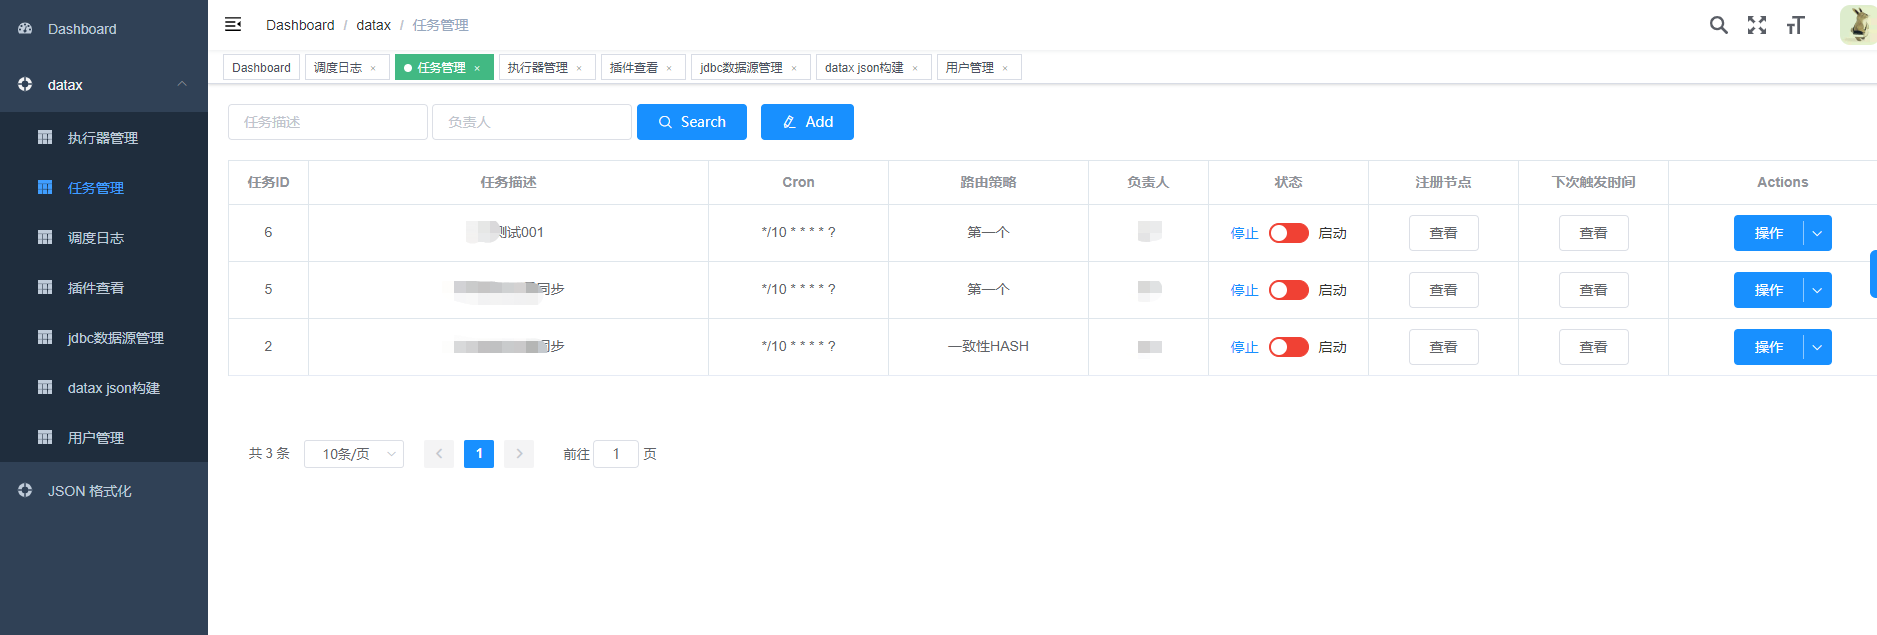 Dashboard
datax
执行器管理
任务管理
调度日志
插件查看
jdbc数据源管理
datax json构建
用户管理
JSON 格式化
Dashboard / datax / 任务管理
Dashboard 调度日志 × 任务管理 × 执行器管理 × 插件查看 × jdbc数据源管理 × datax json构建 × 用户管理 ×
任务描述 负责人 Search Add
任务ID 任务描述 Cron 路由策略 负责人 状态 注册节点 下次触发时间 Actions
6 测试001 */10 * * * * ? 第一个 停止 启动 查看 查看 操作
5 同步 */10 * * * * ? 第一个 停止 启动 查看 查看 操作
2 同步 */10 * * * * ? 一致性HASH 停止 启动 查看 查看 操作
共 3 条 10条/页 1 前往 1 页